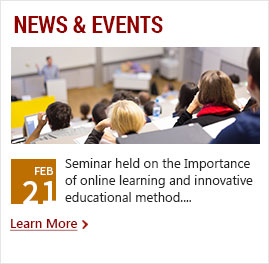 NEWS & EVENTS
FEB
21
Seminar held on the Importance
of online learning and innovative
educational method....
Learn More >